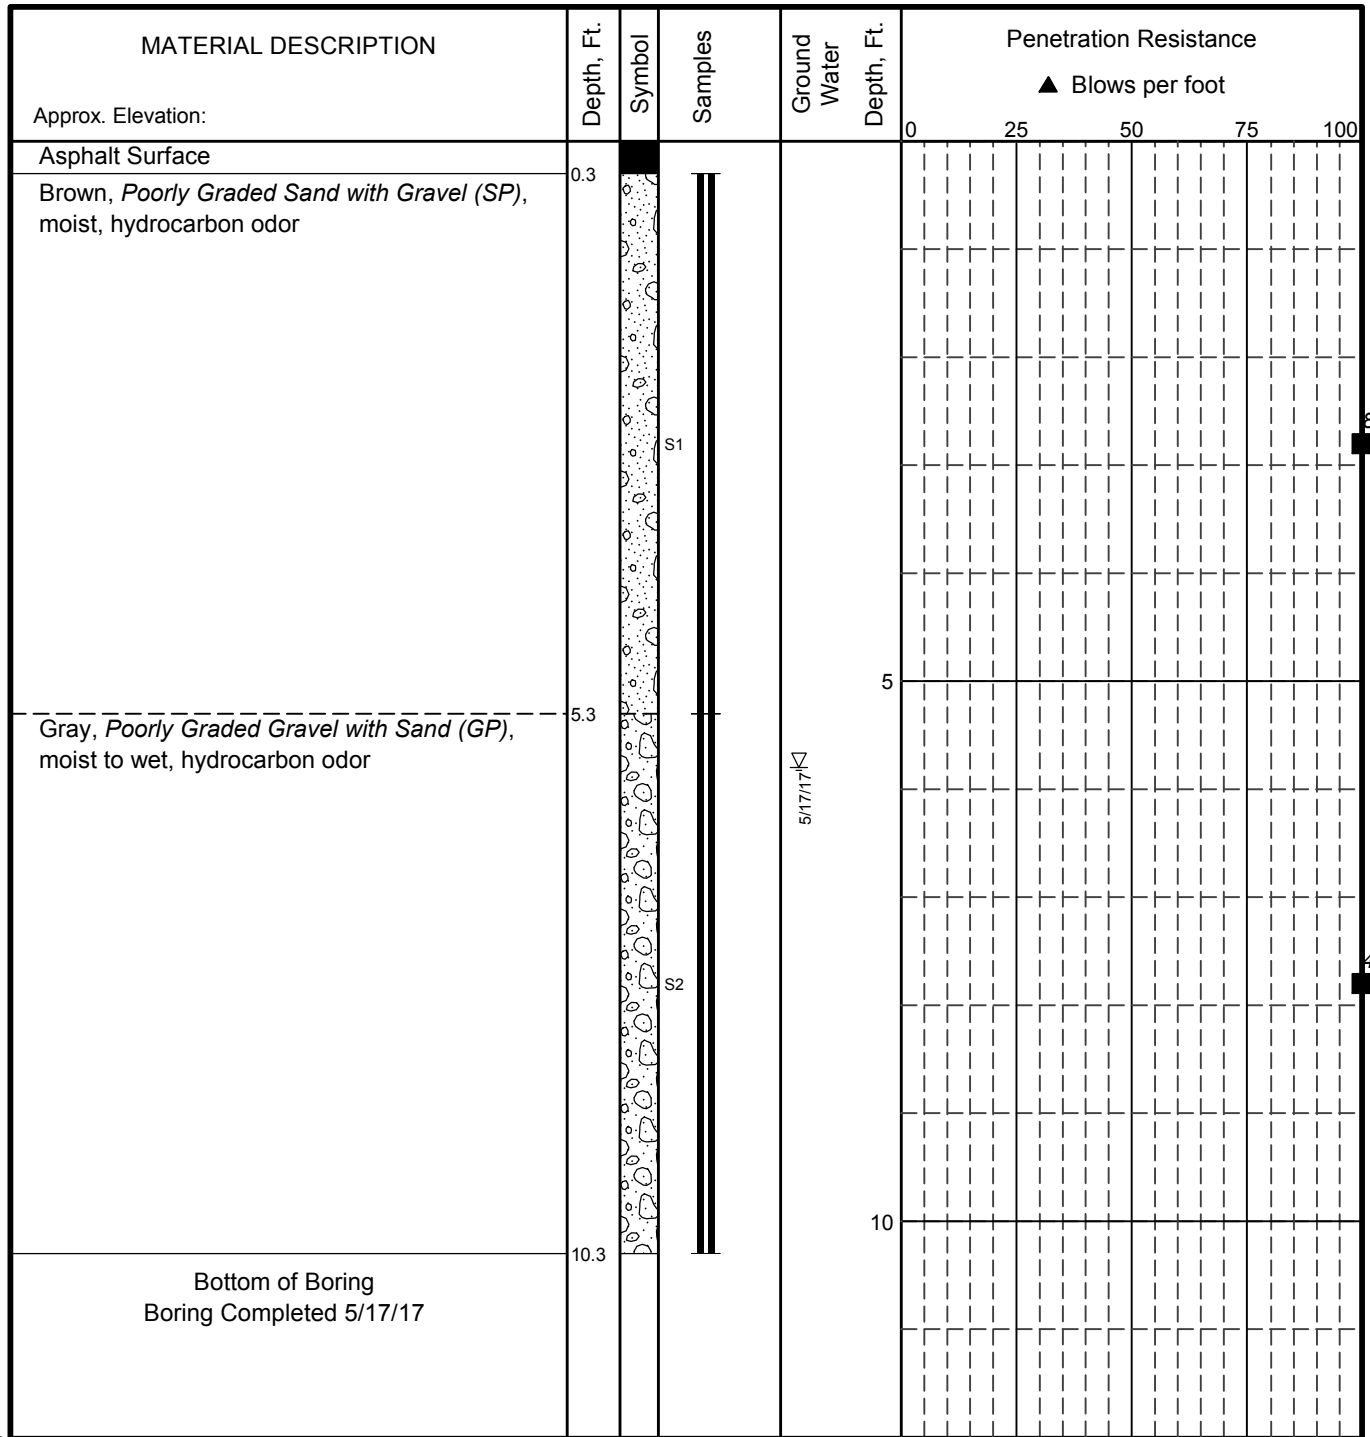 MATERIAL DESCRIPTION
Approx. Elevation:
Depth, Ft.
Symbol
Samples
Ground
Water
Depth, Ft.
Penetration Resistance
▲ Blows per foot
0 25 50 75 100
Asphalt Surface
0.3
Brown, Poorly Graded Sand with Gravel (SP),
moist, hydrocarbon odor
S1
5
5.3
Gray, Poorly Graded Gravel with Sand (GP),
moist to wet, hydrocarbon odor
5/17/17
S2
10
10.3
Bottom of Boring
Boring Completed 5/17/17